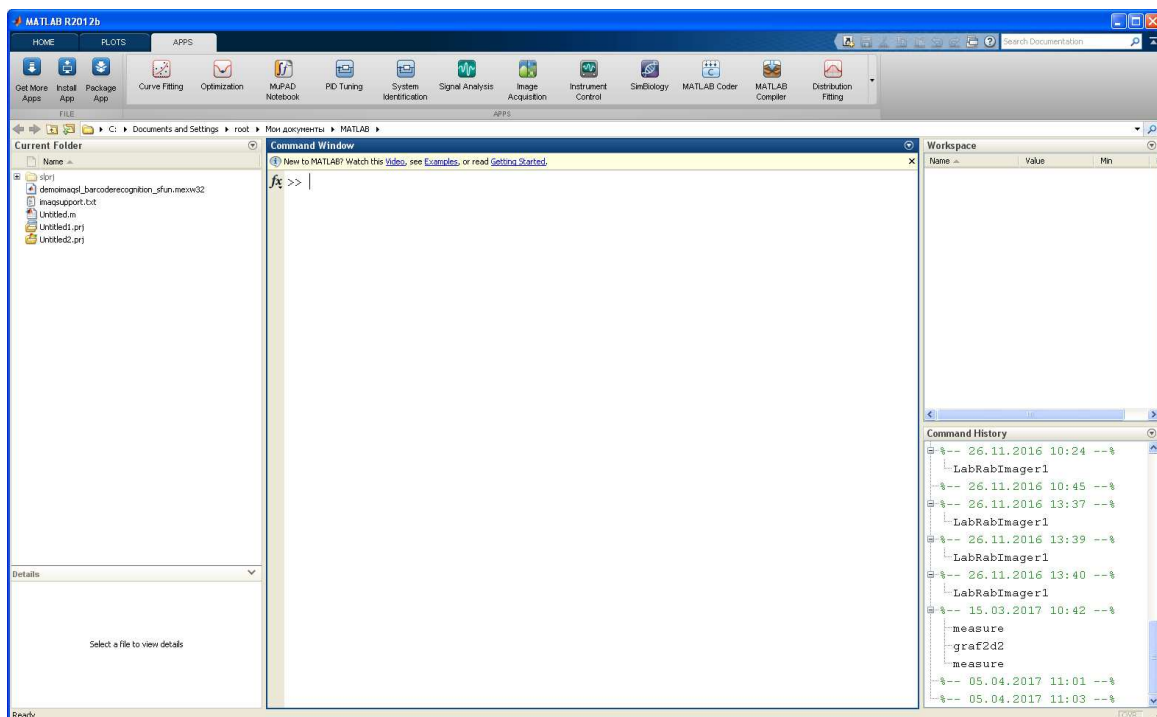 MATLAB R2012b
HOME PLOTS APPS
Search Documentation
Get More Apps
Install App
Package App
Curve Fitting
Optimization
MuPAD Notebook
PID Tuning
System Identification
Signal Analysis
Image Acquisition
Instrument Control
SimBiology
MATLAB Coder
MATLAB Compiler
Distribution Fitting
FILE
APPS
C: Documents and Settings root Мои документы MATLAB
Current Folder
Name
slprj
demoimaqsl_barcoderecognition_sfun.mexw32
imaqsupport.txt
Untitled.m
Untitled1.prj
Untitled2.prj
Details
Select a file to view details
Command Window
New to MATLAB? Watch this Video, see Examples, or read Getting Started.
fx >>
Workspace
Name Value Min
Command History
%-- 26.11.2016 10:24 --%
LabRabImager1
%-- 26.11.2016 10:45 --%
%-- 26.11.2016 13:37 --%
LabRabImager1
%-- 26.11.2016 13:39 --%
LabRabImager1
%-- 26.11.2016 13:40 --%
LabRabImager1
%-- 15.03.2017 10:42 --%
measure
graf2d2
measure
%-- 05.04.2017 11:01 --%
%-- 05.04.2017 11:03 --%
Ready
OVR